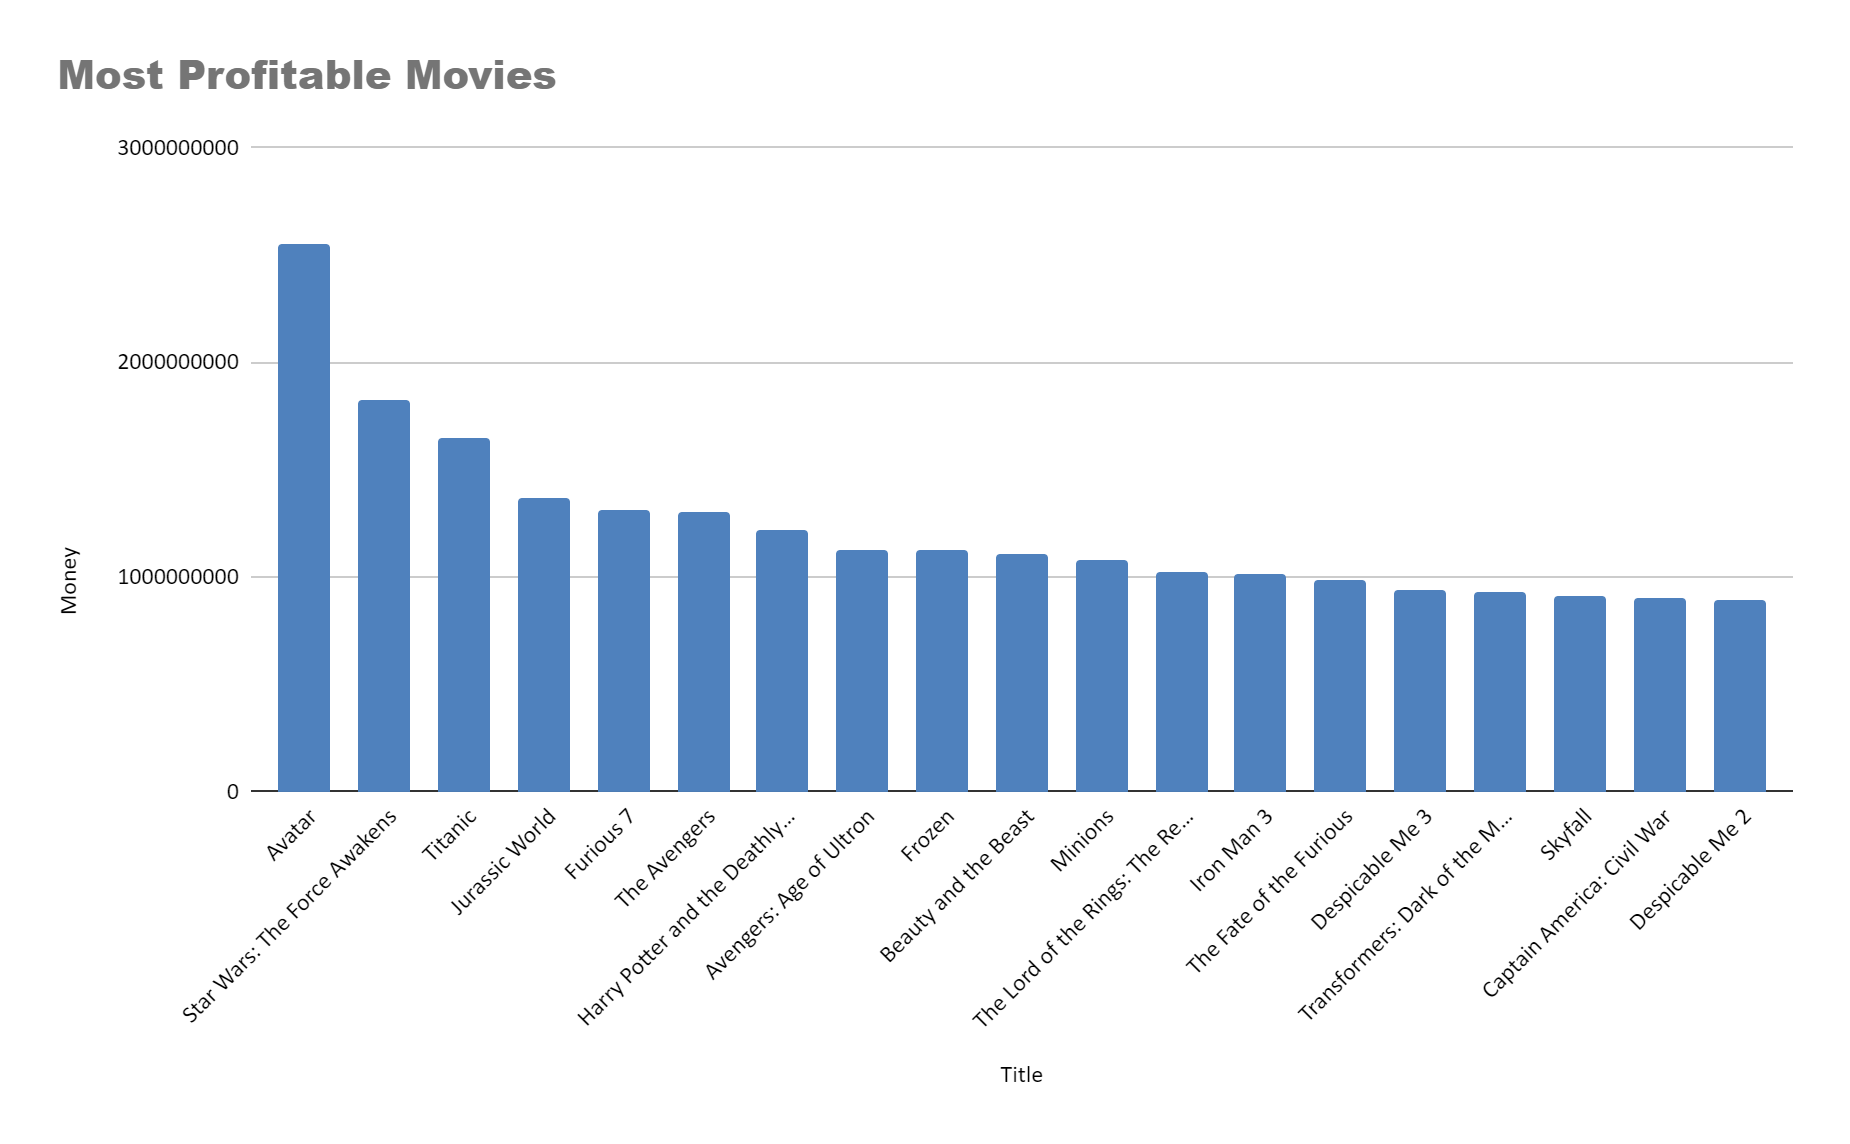 Most Profitable Movies
3000000000
2000000000
1000000000
0
Money
Avatar
Star Wars: The Force Awakens
Titanic
Jurassic World
Furious 7
The Avengers
Harry Potter and the Deathly...
Avengers: Age of Ultron
Frozen
Beauty and the Beast
Minions
The Lord of the Rings: The Re...
Iron Man 3
The Fate of the Furious
Despicable Me 3
Transformers: Dark of the M...
Skyfall
Captain America: Civil War
Despicable Me 2
Title